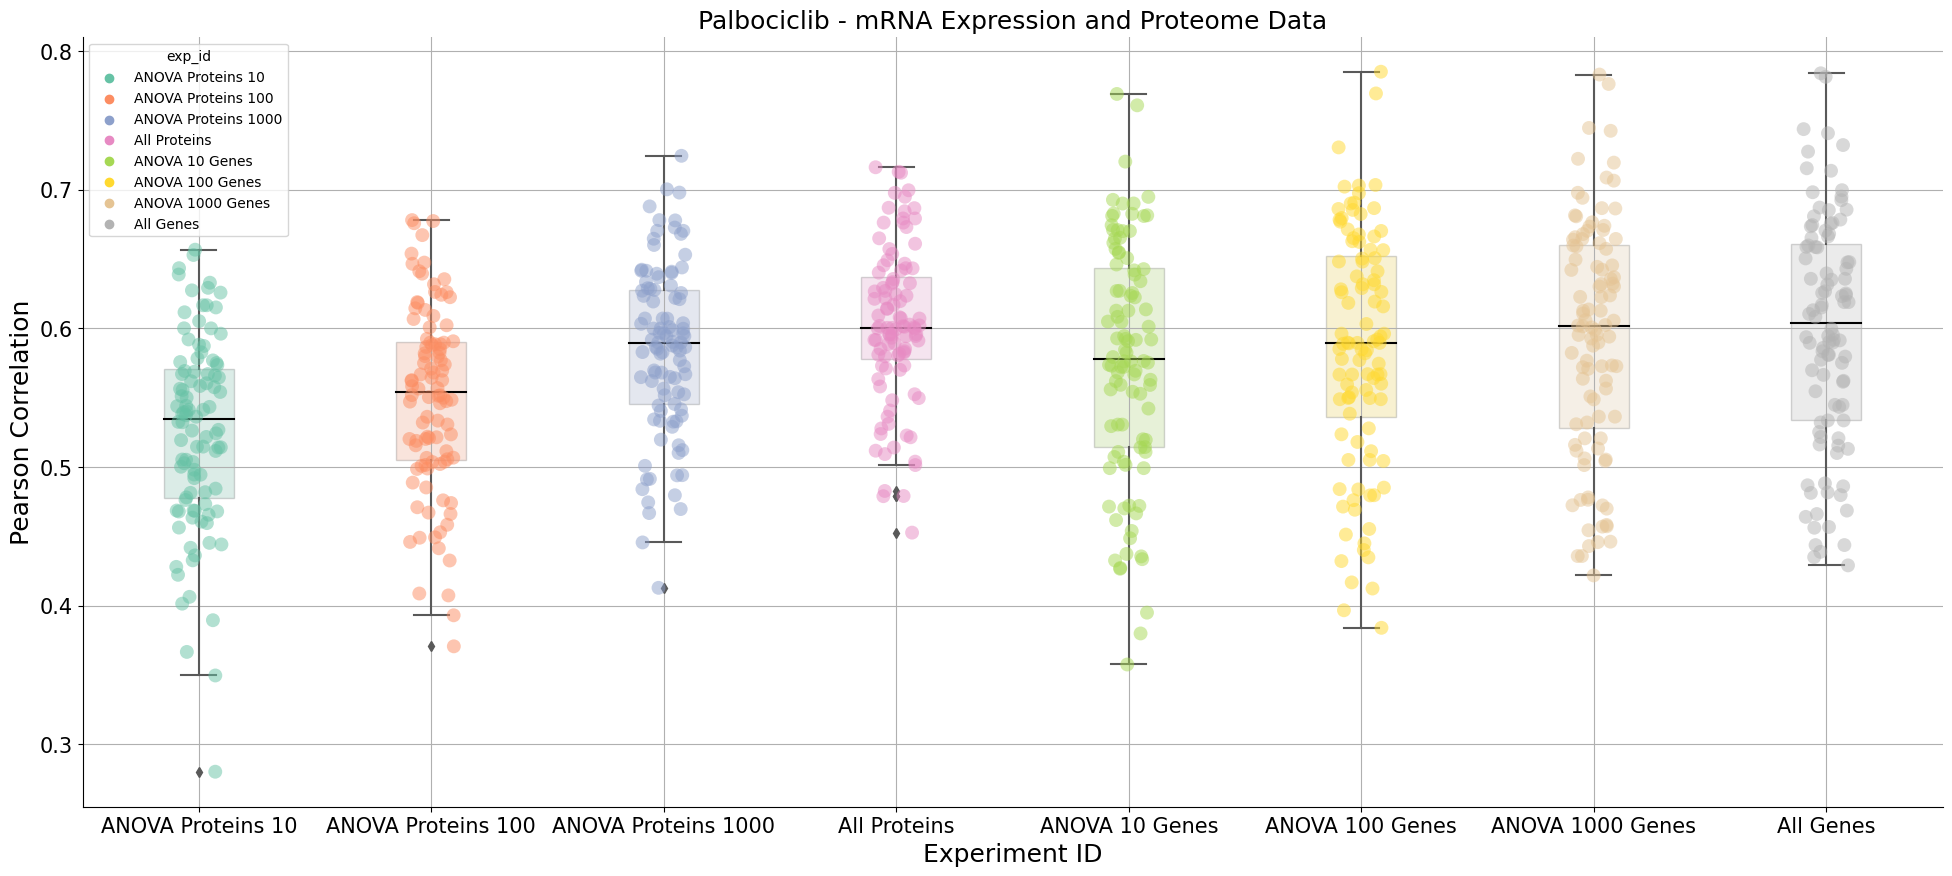 Palbociclib - mRNA Expression and Proteome Data
exp_id
ANOVA Proteins 10
ANOVA Proteins 100
ANOVA Proteins 1000
All Proteins
ANOVA 10 Genes
ANOVA 100 Genes
ANOVA 1000 Genes
All Genes
Pearson Correlation
0.8
0.7
0.6
0.5
0.4
0.3
ANOVA Proteins 10
ANOVA Proteins 100
ANOVA Proteins 1000
All Proteins
ANOVA 10 Genes
ANOVA 100 Genes
ANOVA 1000 Genes
All Genes
Experiment ID